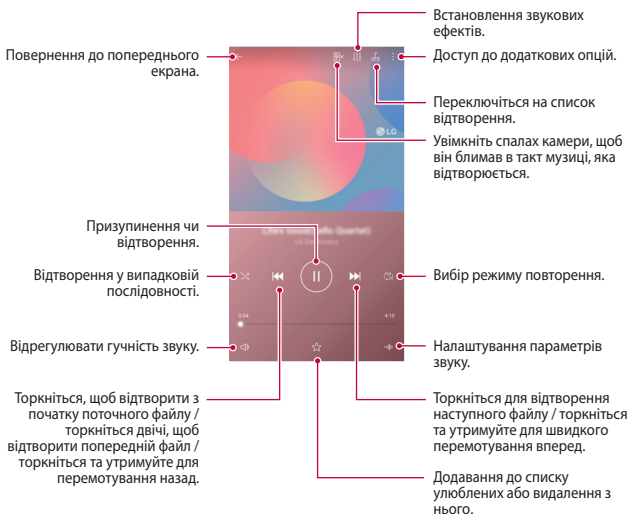 Встановлення звукових
ефектів.
Повернення до попереднього
екрана.
Доступ до додаткових опцій.
Переключіться на список
відтворення.
LG
Увімкніть спалах камери, щоб
він блимав в такт музиці, яка
відтворюється.
Призупинення чи
відтворення.
Відтворення у випадковій
послідовності.
Вибір режиму повторення.
0:04
4:10
Відрегулювати гучність звуку.
Налаштування параметрів
звуку.
Торкніться, щоб відтворити з
початку поточного файлу /
торкніться двічі, щоб
відтворити попередній файл /
торкніться та утримуйте для
перемотування назад.
Торкніться для відтворення
наступного файлу / торкніться
та утримуйте для швидкого
перемотування вперед.
Додавання до списку
улюблених або видалення з
нього.